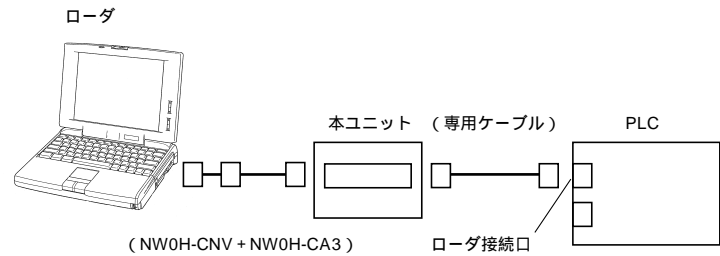 ローダ
本ユニット （専用ケーブル） PLC
（NW0H-CNV + NW0H-CA3） ローダ接続口